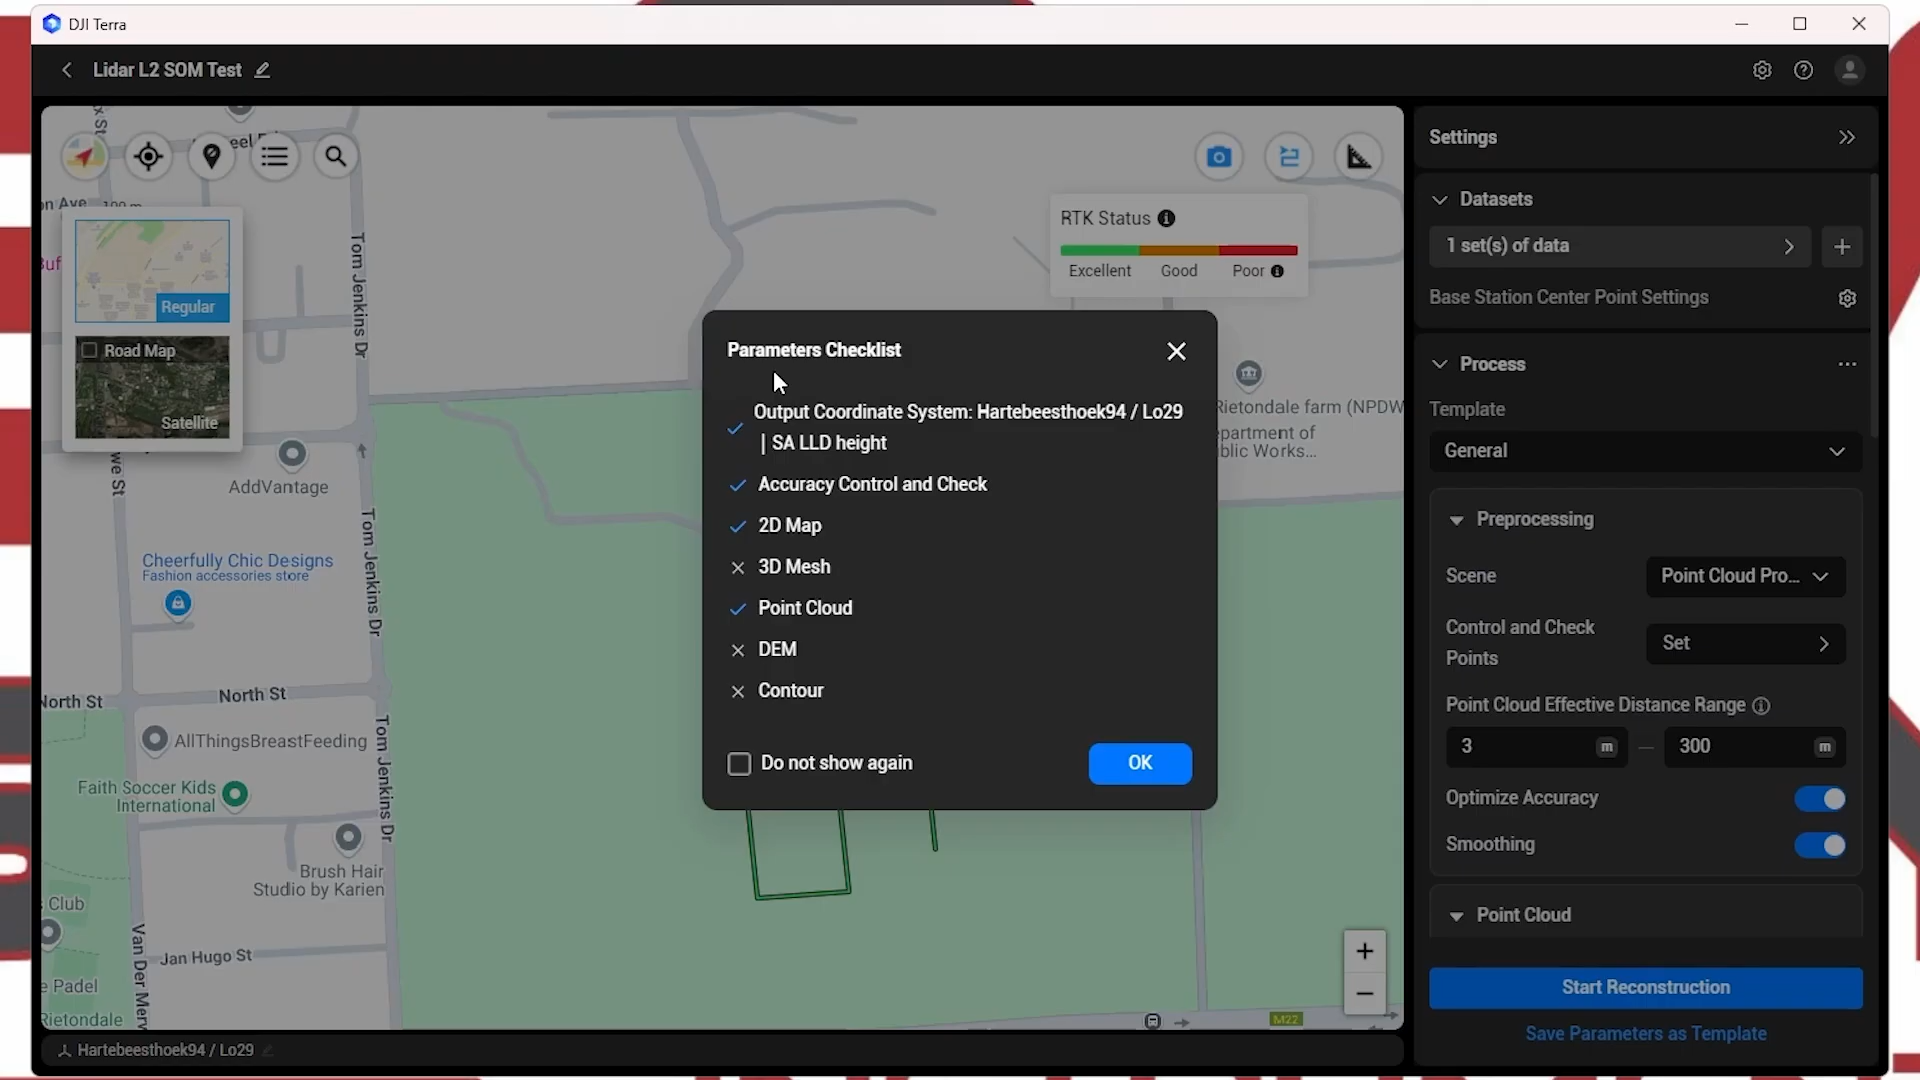 DJI Terra
Lidar L2 SOM Test
Regular
Road Map
Satellite
RTK Status
Excellent
Good
Poor
AddVantage
Tom Jenkins Dr
Tom Jenkins Dr
Tom Jenkins Dr
Cheerfully Chic Designs
Fashion accessories store
North St
North St
AllThingsBreastFeeding
Faith Soccer Kids
International
Brush Hair
Studio by Karien
Club
Jan Hugo St
e Padel
Rietondale
Van Der Merw
Rietondale farm (NPDW
epartment of
blic Works...
M22
Hartebeesthoek94 / Lo29
Parameters Checklist
Output Coordinate System: Hartebeesthoek94 / Lo29
| SA LLD height
Accuracy Control and Check
2D Map
3D Mesh
Point Cloud
DEM
Contour
Do not show again
OK
Settings
Datasets
1 set(s) of data
Base Station Center Point Settings
Process
Template
General
Preprocessing
Scene
Point Cloud Pro...
Control and Check
Points
Set
Point Cloud Effective Distance Range
3 m — 300 m
Optimize Accuracy
Smoothing
Point Cloud
Start Reconstruction
Save Parameters as Template